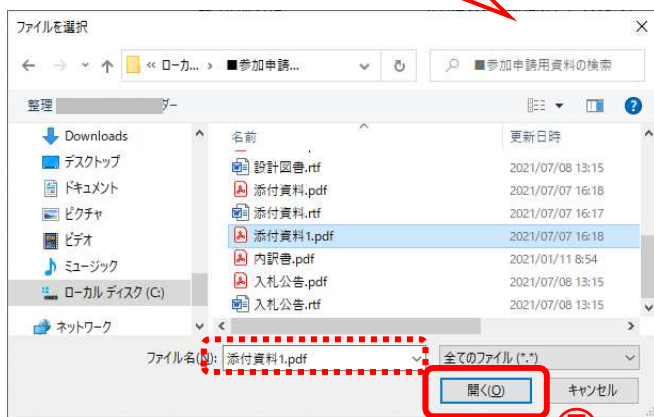 ファイルを選択
« ローカ... › ■参加申請...
■参加申請用資料の検索
整理
ダー
Downloads
デスクトップ
ドキュメント
ピクチャ
ビデオ
ミュージック
ローカル ディスク (C:)
ネットワーク
名前 更新日時
設計図書.rtf 2021/07/08 13:15
添付資料.pdf 2021/07/07 16:18
添付資料.rtf 2021/07/07 16:17
添付資料1.pdf 2021/07/07 16:18
内訳書.pdf 2021/01/11 8:54
入札公告.pdf 2021/07/08 13:15
入札公告.rtf 2021/07/08 13:15
ファイル名(N): 添付資料1.pdf 全てのファイル (*.*)
開く(O) キャンセル